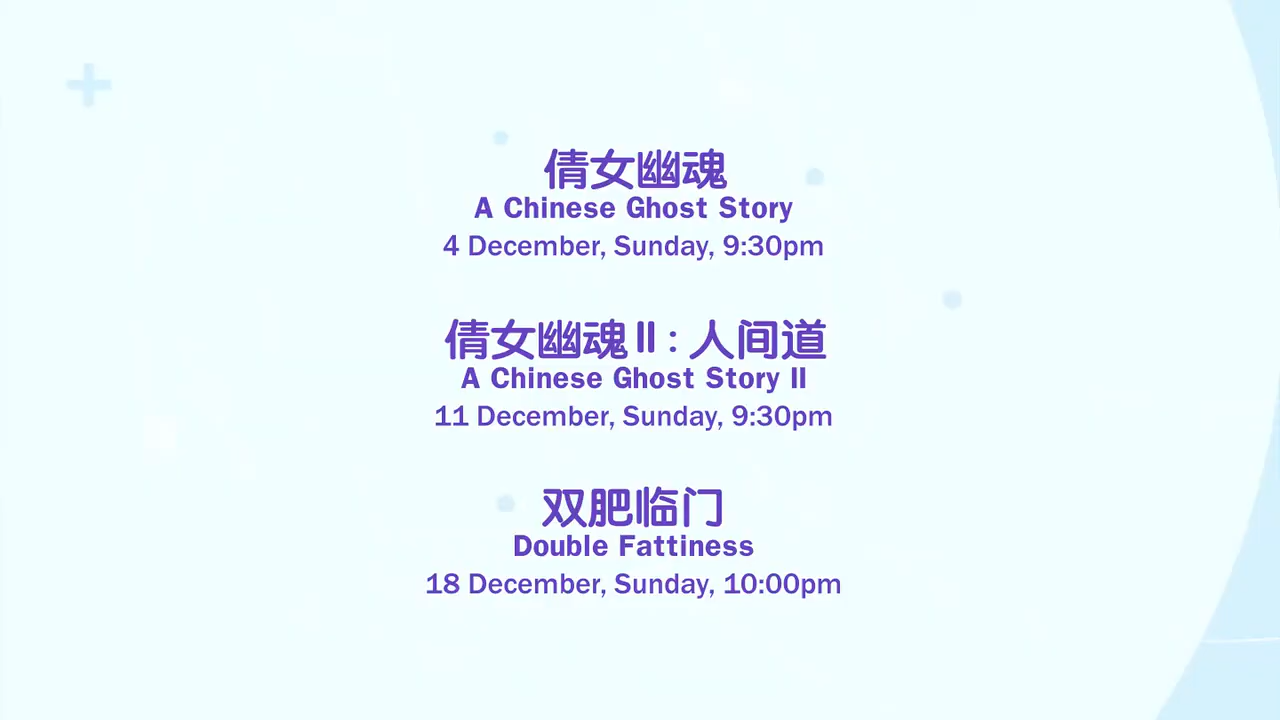 倩女幽魂
A Chinese Ghost Story
4 December, Sunday, 9:30pm
倩女幽魂II：人间道
A Chinese Ghost Story II
11 December, Sunday, 9:30pm
双肥临门
Double Fattiness
18 December, Sunday, 10:00pm